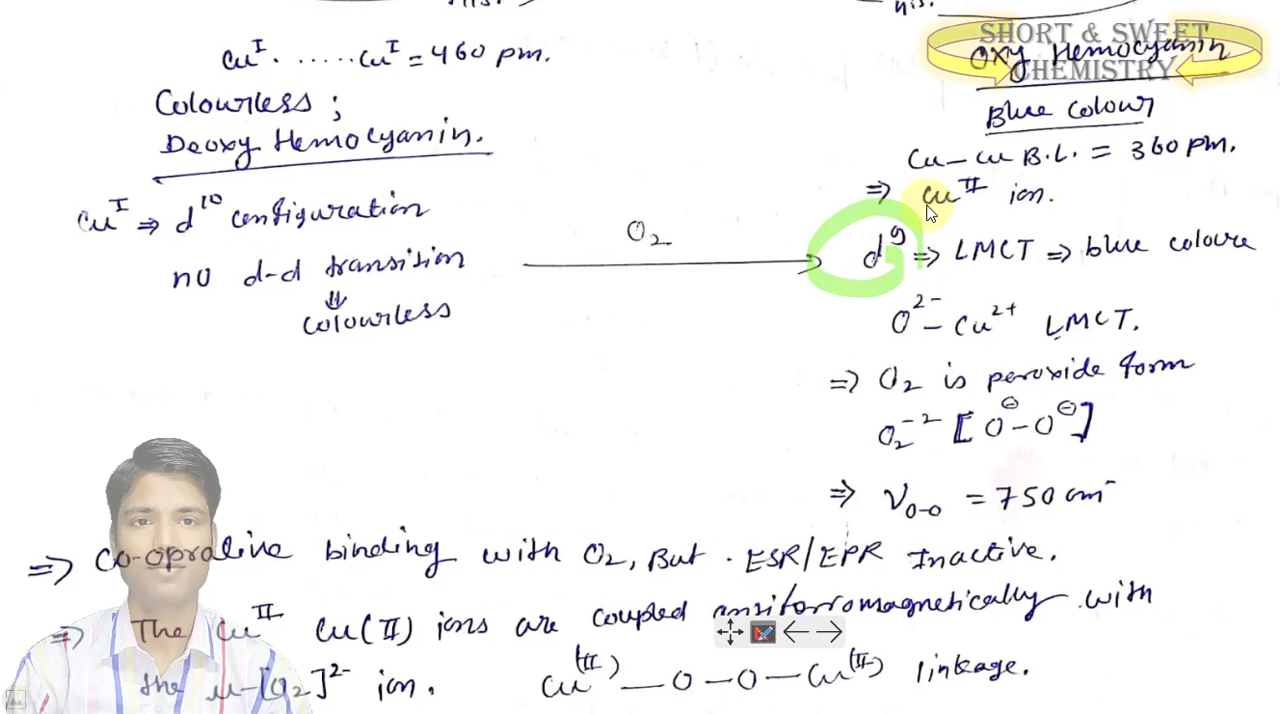 his.
SHORT & SWEET
CHEMISTRY
Cu^I ...... Cu^I = 460 pm.
Colourless ;
Deoxy Hemocyanin.
Cu^I ⇒ d^10 configuration
no d-d transition
⇓
colourless
O₂
Oxy Hemocyanin
Blue Colour
Cu – Cu B.L. = 360 pm.
⇒ Cu^II ion.
d^9 ⇒ LMCT ⇒ blue coloure
O^2- – Cu^2+ LMCT.
⇒ O₂ is peroxide form
O₂^-2 [O^⊖ – O^⊖]
⇒ ν₀₋₀ = 750 cm^-
⇒ Co-oprative binding with O₂, But . ESR/EPR Inactive.
⇒ The Cu^II Cu(II) ions are coupled antiforromagnetically with
the μ-[O₂]^2- ion. Cu^(II) — O — O — Cu^(II) linkage.